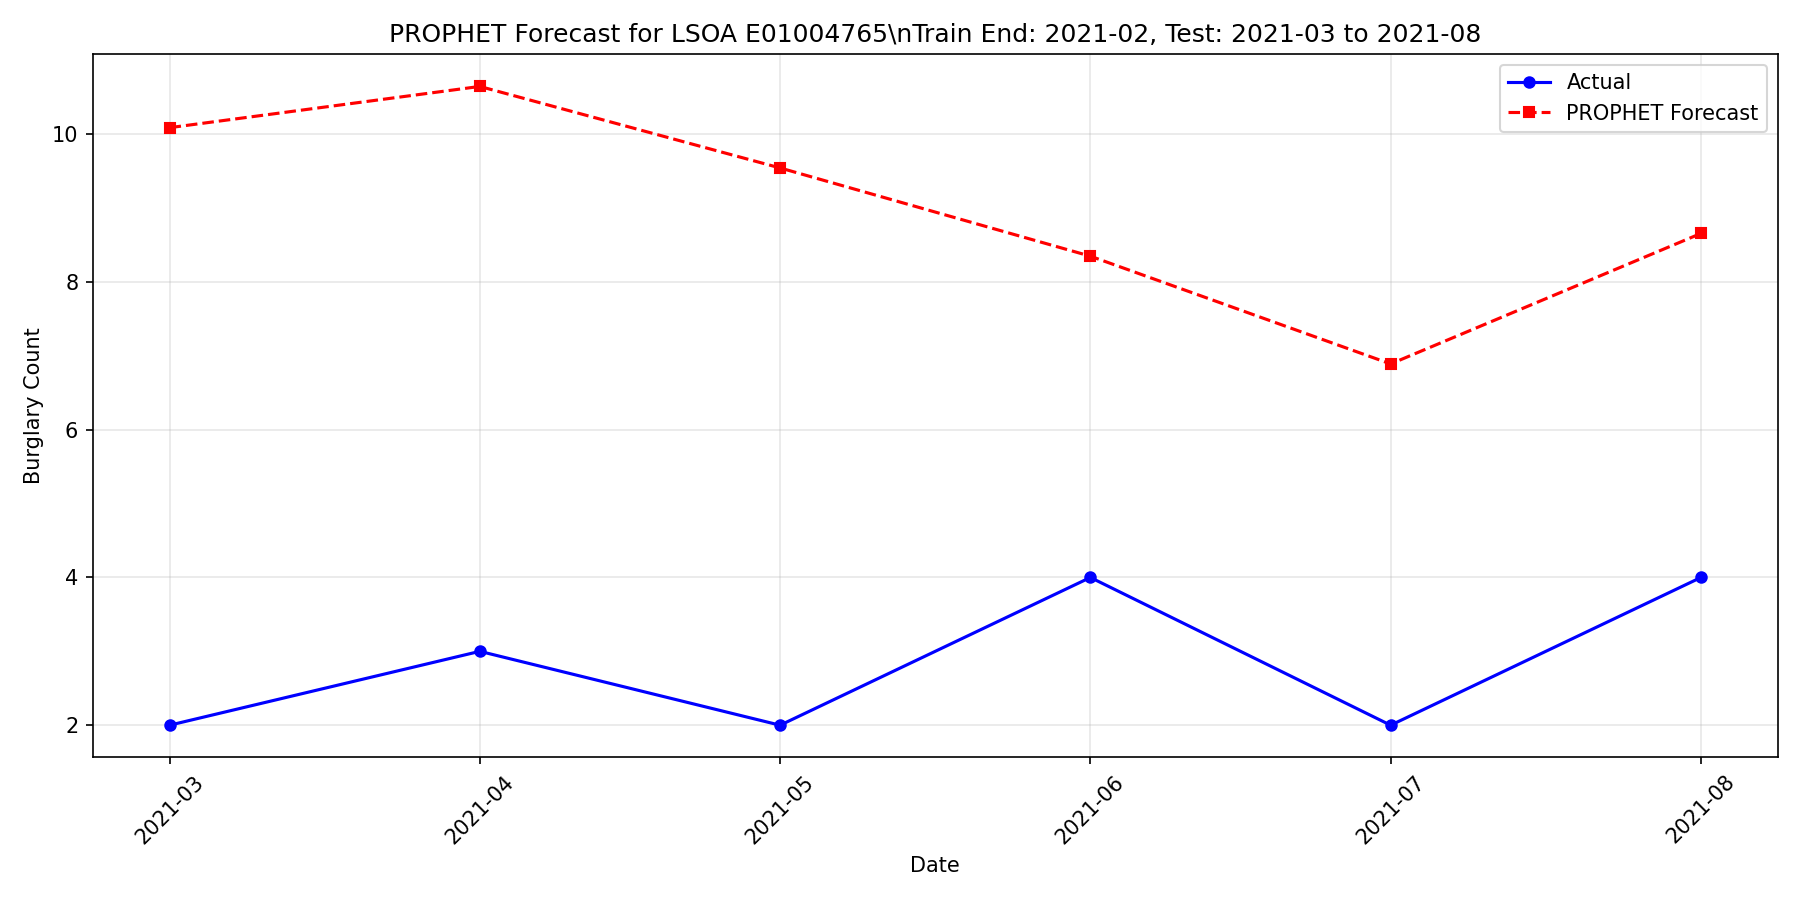 PROPHET Forecast for LSOA E01004765\nTrain End: 2021-02, Test: 2021-03 to 2021-08
Actual
PROPHET Forecast
Burglary Count
10
8
6
4
2
2021-03
2021-04
2021-05
2021-06
2021-07
2021-08
Date